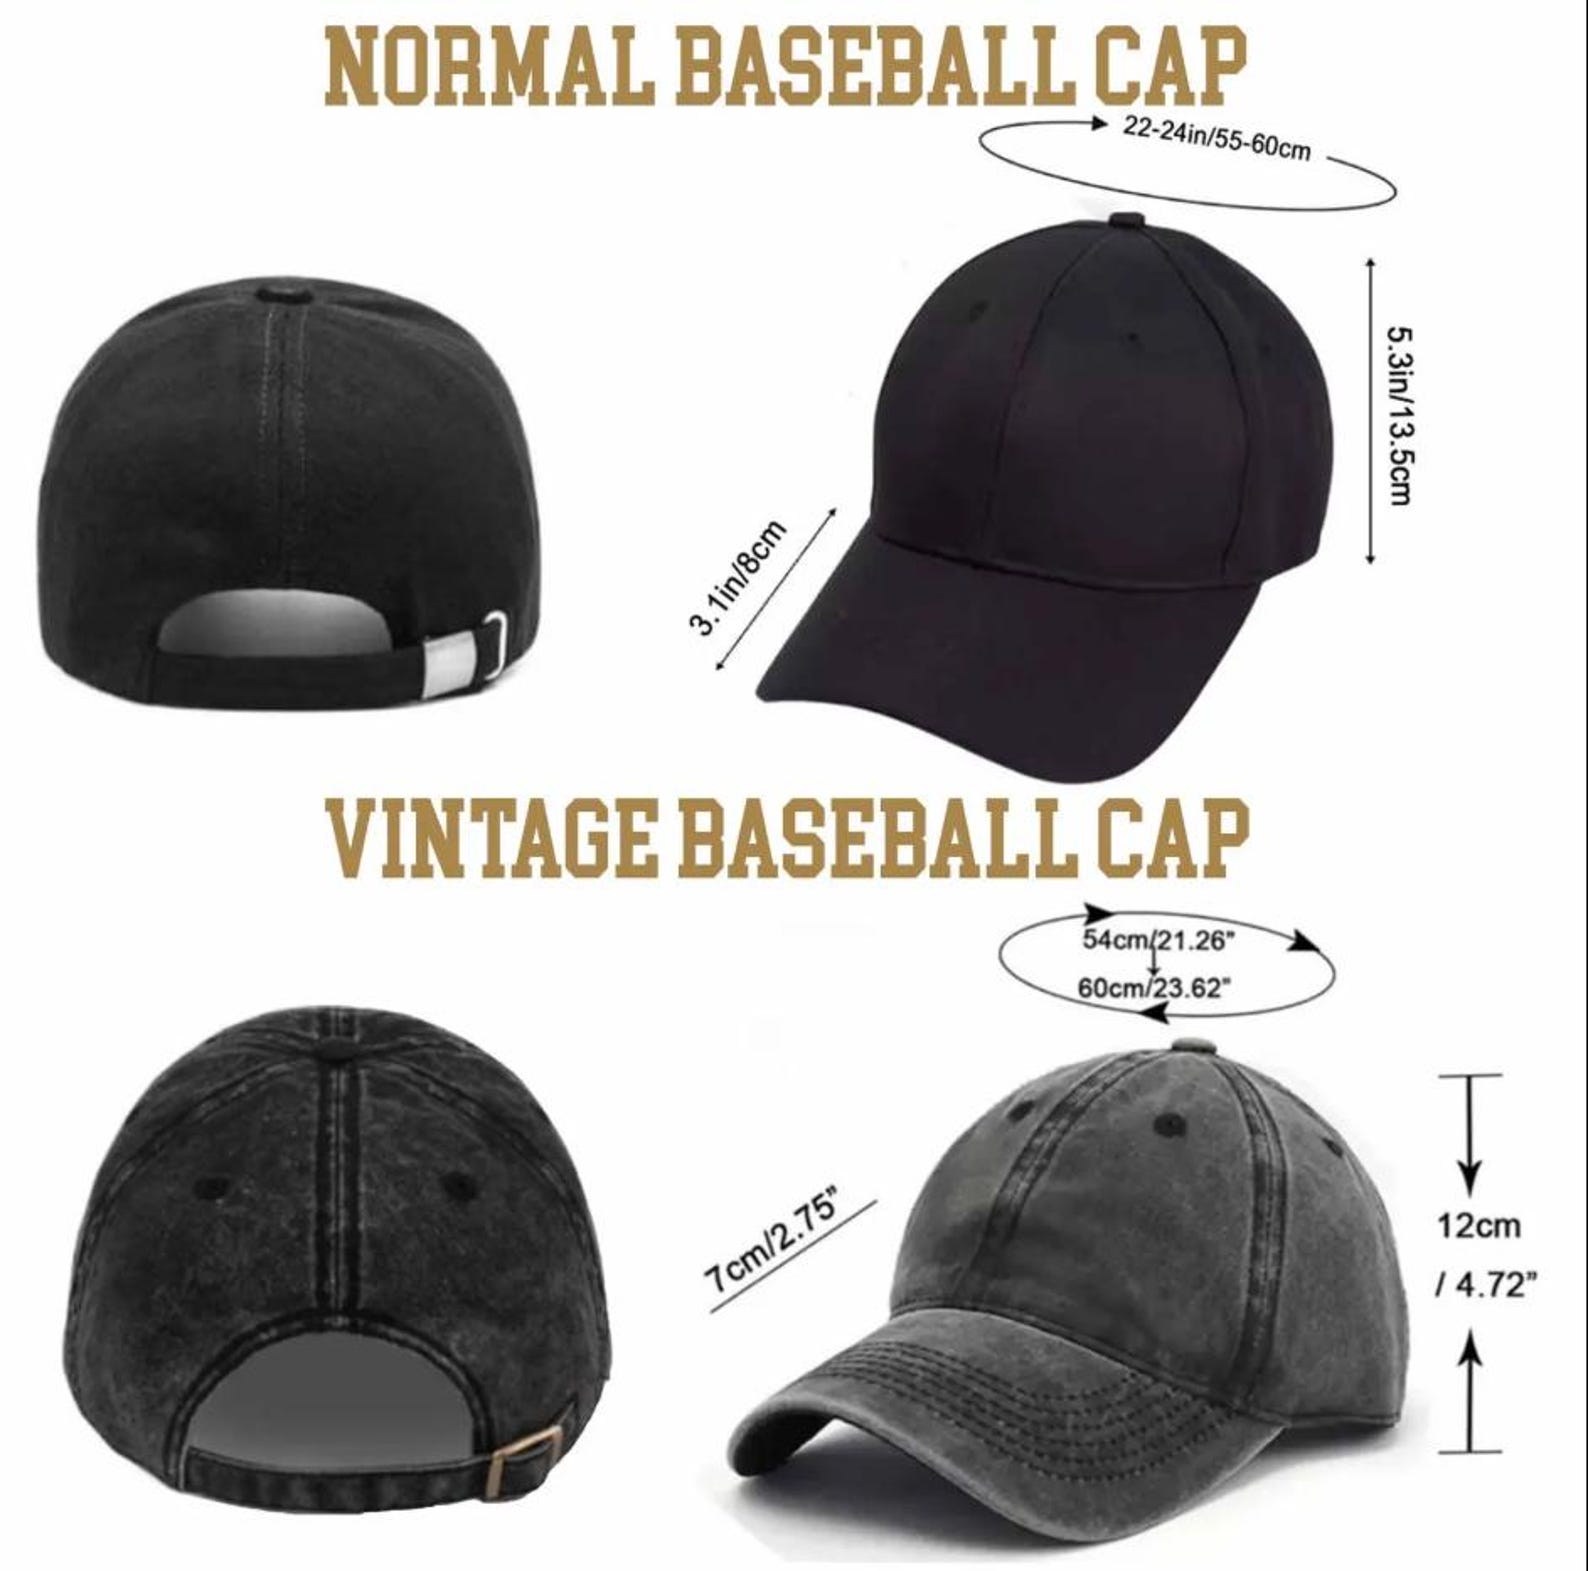 NORMAL BASEBALL CAP
22-24in/55-60cm
5.3in/13.5cm
3.1in/8cm
VINTAGE BASEBALL CAP
54cm/21.26”
60cm/23.62”
7cm/2.75”
12cm
/ 4.72”